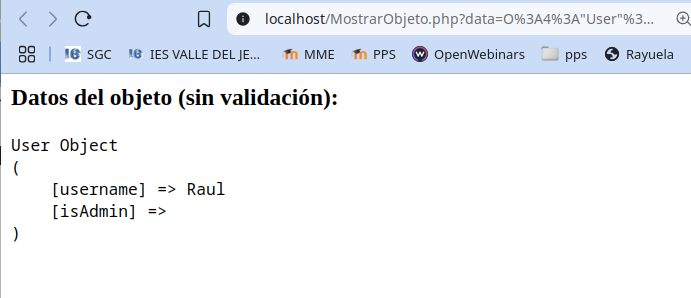 localhost/MostrarObjeto.php?data=O%3A4%3A"User"%3...
SGC IES VALLE DEL JE... MME PPS OpenWebinars pps Rayuela
Datos del objeto (sin validación):
User Object
(
[username] => Raul
[isAdmin] =>
)